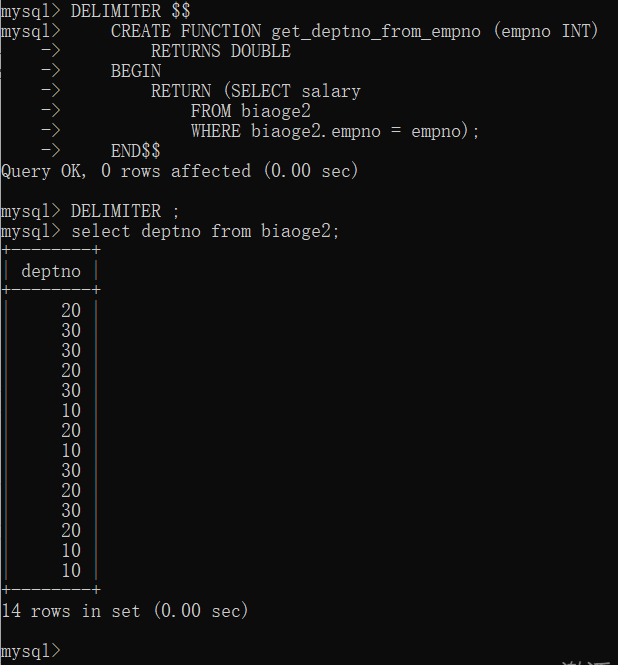 mysql> DELIMITER $$
mysql>     CREATE FUNCTION get_deptno_from_empno (empno INT)
    ->         RETURNS DOUBLE
    ->     BEGIN
    ->         RETURN (SELECT salary
    ->             FROM biaoge2
    ->             WHERE biaoge2.empno = empno);
    ->     END$$
Query OK, 0 rows affected (0.00 sec)
mysql> DELIMITER ;
mysql> select deptno from biaoge2;
+--------+
| deptno |
+--------+
|     20 |
|     30 |
|     30 |
|     20 |
|     30 |
|     10 |
|     20 |
|     10 |
|     30 |
|     20 |
|     30 |
|     20 |
|     10 |
|     10 |
+--------+
14 rows in set (0.00 sec)
mysql>